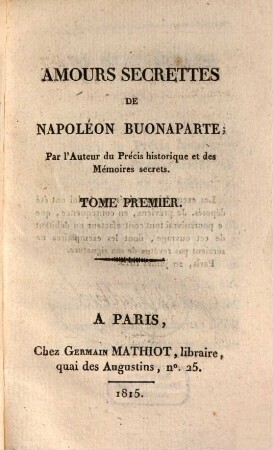 AMOURS SECRETTES
DE
NAPOLÉON BUONAPARTE;
Par l'Auteur du Précis historique et des
Mémoires secrets.
TOME PREMIER.
A PARIS,
Chez GERMAIN MATHIOT, libraire,
quai des Augustins, nº. 25.
1815.